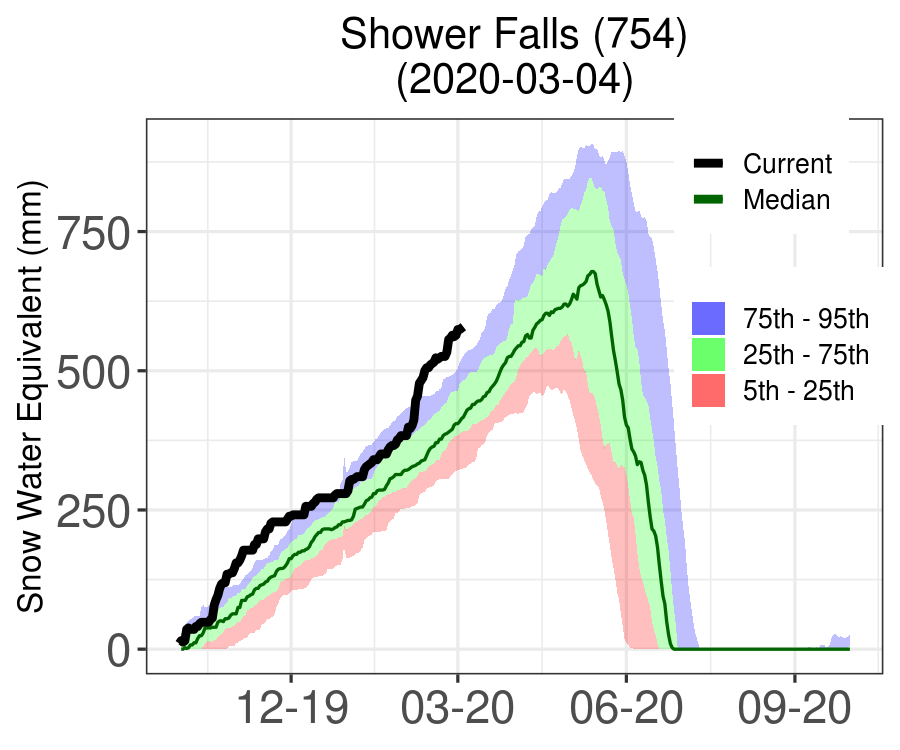 Shower Falls (754)
(2020-03-04)
Snow Water Equivalent (mm)
750
500
250
0
12-19
03-20
06-20
09-20
Current
Median
75th - 95th
25th - 75th
5th - 25th